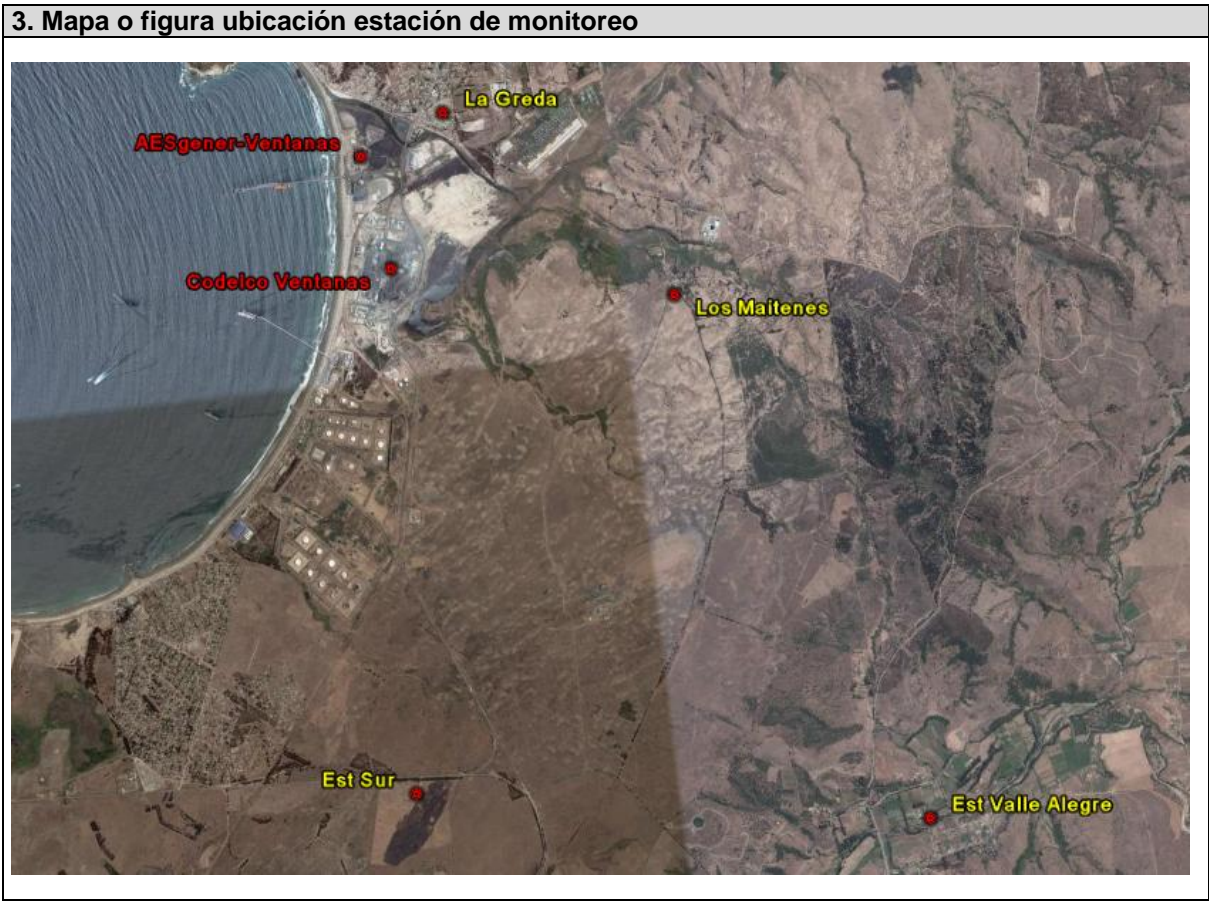 3. Mapa o figura ubicación estación de monitoreo
La Greda
AESgener-Ventanas
Codelco Ventanas
Los Maitenes
Est Sur
Est Valle Alegre